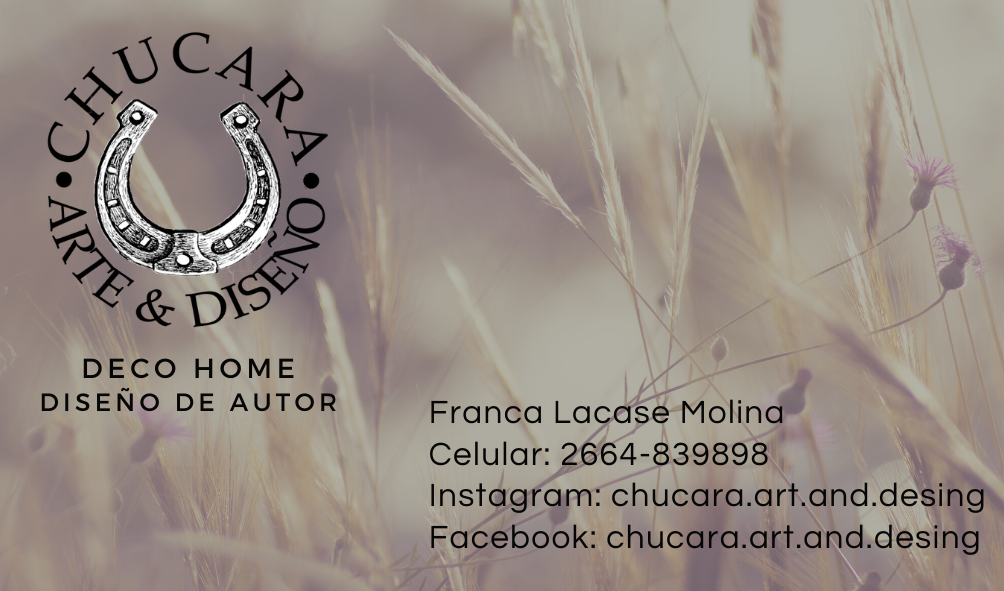 CHUCARA
ARTE & DISEÑO
DECO HOME
DISEÑO DE AUTOR
Franca Lacase Molina
Celular: 2664-839898
Instagram: chucara.art.and.desing
Facebook: chucara.art.and.desing